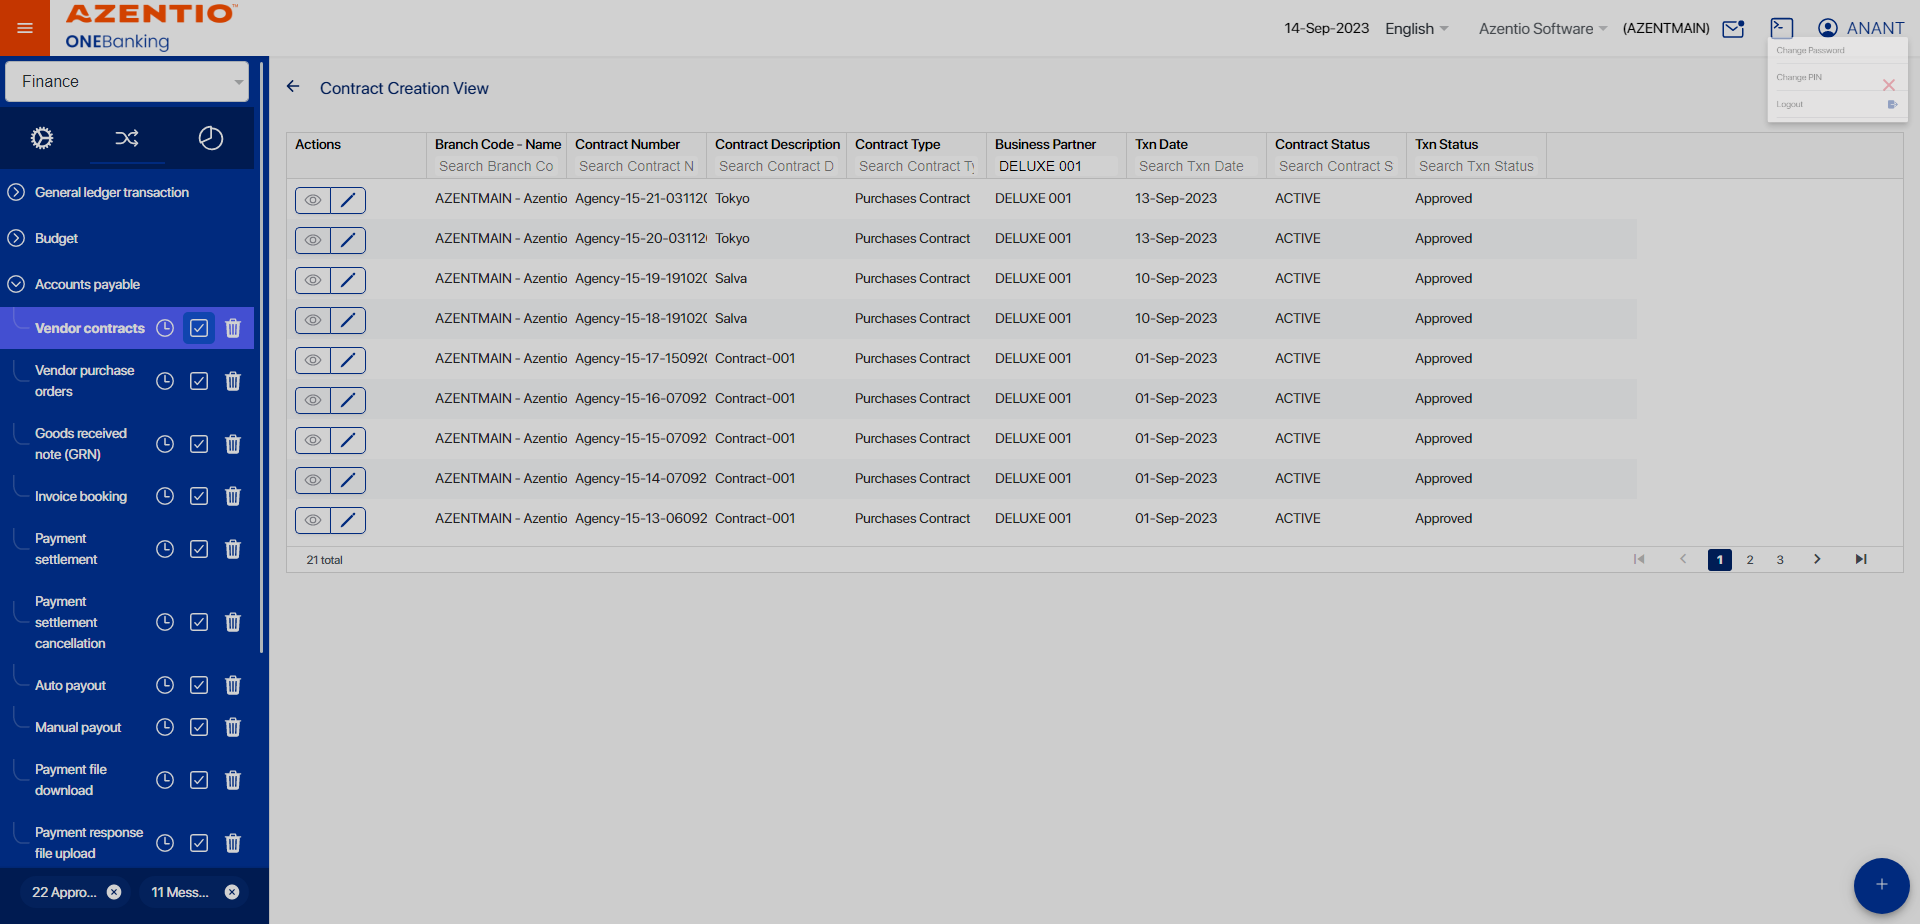 AZENTIO™
ONEBanking
14-Sep-2023 English Azentio Software (AZENTMAIN) ANANT
Change Password
Change PIN
Logout
Finance
General ledger transaction
Budget
Accounts payable
Vendor contracts
Vendor purchase
orders
Goods received
note (GRN)
Invoice booking
Payment
settlement
Payment
settlement
cancellation
Auto payout
Manual payout
Payment file
download
Payment response
file upload
22 Appro... 11 Mess...
Contract Creation View
Actions Branch Code - Name Contract Number Contract Description Contract Type Business Partner Txn Date Contract Status Txn Status
Search Branch Co Search Contract N Search Contract D Search Contract Ty DELUXE 001 Search Txn Date Search Contract S Search Txn Status
AZENTMAIN - Azentio Agency-15-21-031120 Tokyo Purchases Contract DELUXE 001 13-Sep-2023 ACTIVE Approved
AZENTMAIN - Azentio Agency-15-20-031120 Tokyo Purchases Contract DELUXE 001 13-Sep-2023 ACTIVE Approved
AZENTMAIN - Azentio Agency-15-19-191020 Salva Purchases Contract DELUXE 001 10-Sep-2023 ACTIVE Approved
AZENTMAIN - Azentio Agency-15-18-191020 Salva Purchases Contract DELUXE 001 10-Sep-2023 ACTIVE Approved
AZENTMAIN - Azentio Agency-15-17-150920 Contract-001 Purchases Contract DELUXE 001 01-Sep-2023 ACTIVE Approved
AZENTMAIN - Azentio Agency-15-16-07092 Contract-001 Purchases Contract DELUXE 001 01-Sep-2023 ACTIVE Approved
AZENTMAIN - Azentio Agency-15-15-07092 Contract-001 Purchases Contract DELUXE 001 01-Sep-2023 ACTIVE Approved
AZENTMAIN - Azentio Agency-15-14-07092 Contract-001 Purchases Contract DELUXE 001 01-Sep-2023 ACTIVE Approved
AZENTMAIN - Azentio Agency-15-13-06092 Contract-001 Purchases Contract DELUXE 001 01-Sep-2023 ACTIVE Approved
21 total 1 2 3